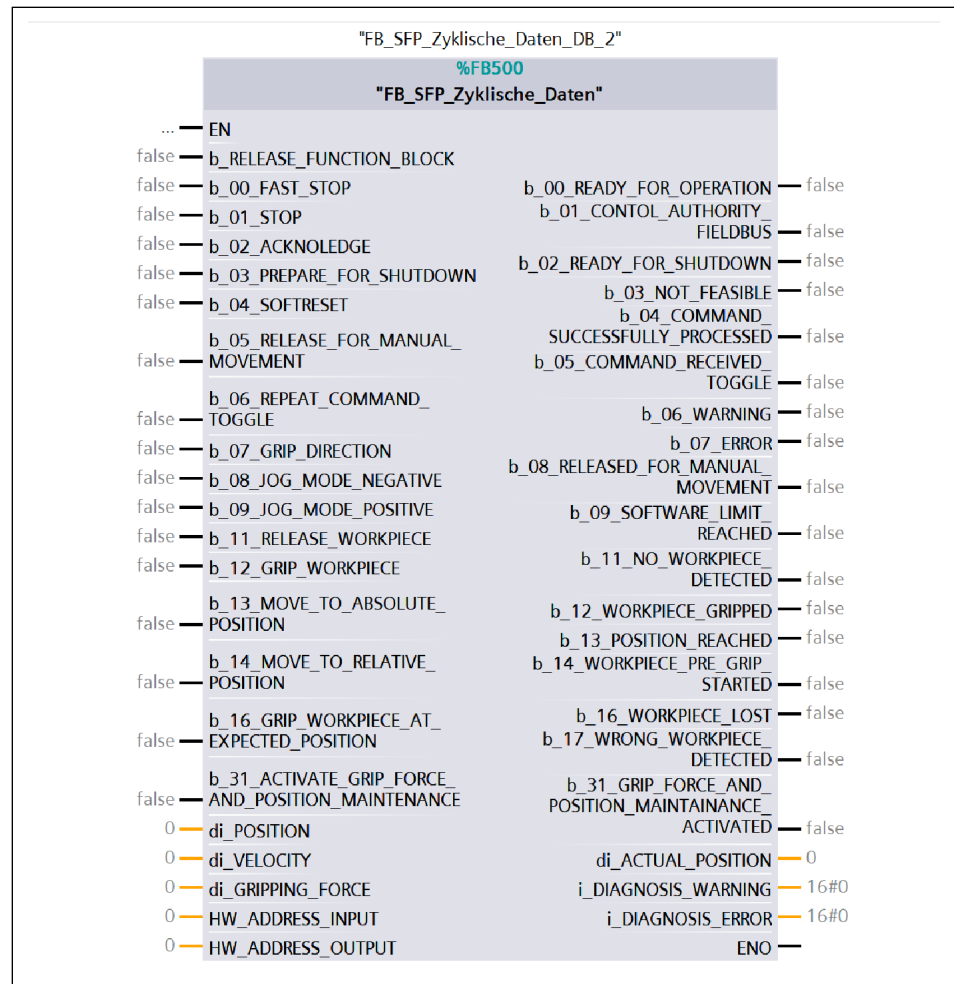 "FB_SFP_Zyklische_Daten_DB_2"
%FB500
"FB_SFP_Zyklische_Daten"
... EN
false b_RELEASE_FUNCTION_BLOCK
false b_00_FAST_STOP
false b_01_STOP
false b_02_ACKNOLEDGE
false b_03_PREPARE_FOR_SHUTDOWN
false b_04_SOFTRESET
b_05_RELEASE_FOR_MANUAL_
false MOVEMENT
b_06_REPEAT_COMMAND_
false TOGGLE
false b_07_GRIP_DIRECTION
false b_08_JOG_MODE_NEGATIVE
false b_09_JOG_MODE_POSITIVE
false b_11_RELEASE_WORKPIECE
false b_12_GRIP_WORKPIECE
b_13_MOVE_TO_ABSOLUTE_
false POSITION
b_14_MOVE_TO_RELATIVE_
false POSITION
b_16_GRIP_WORKPIECE_AT_
false EXPECTED_POSITION
b_31_ACTIVATE_GRIP_FORCE_
false AND_POSITION_MAINTENANCE
0 di_POSITION
0 di_VELOCITY
0 di_GRIPPING_FORCE
0 HW_ADDRESS_INPUT
0 HW_ADDRESS_OUTPUT
b_00_READY_FOR_OPERATION false
b_01_CONTOL_AUTHORITY_
FIELDBUS false
b_02_READY_FOR_SHUTDOWN false
b_03_NOT_FEASIBLE false
b_04_COMMAND_
SUCCESSFULLY_PROCESSED false
b_05_COMMAND_RECEIVED_
TOGGLE false
b_06_WARNING false
b_07_ERROR false
b_08_RELEASED_FOR_MANUAL_
MOVEMENT false
b_09_SOFTWARE_LIMIT_
REACHED false
b_11_NO_WORKPIECE_
DETECTED false
b_12_WORKPIECE_GRIPPED false
b_13_POSITION_REACHED false
b_14_WORKPIECE_PRE_GRIP_
STARTED false
b_16_WORKPIECE_LOST false
b_17_WRONG_WORKPIECE_
DETECTED false
b_31_GRIP_FORCE_AND_
POSITION_MAINTAINANCE_
ACTIVATED false
di_ACTUAL_POSITION 0
i_DIAGNOSIS_WARNING 16#0
i_DIAGNOSIS_ERROR 16#0
ENO